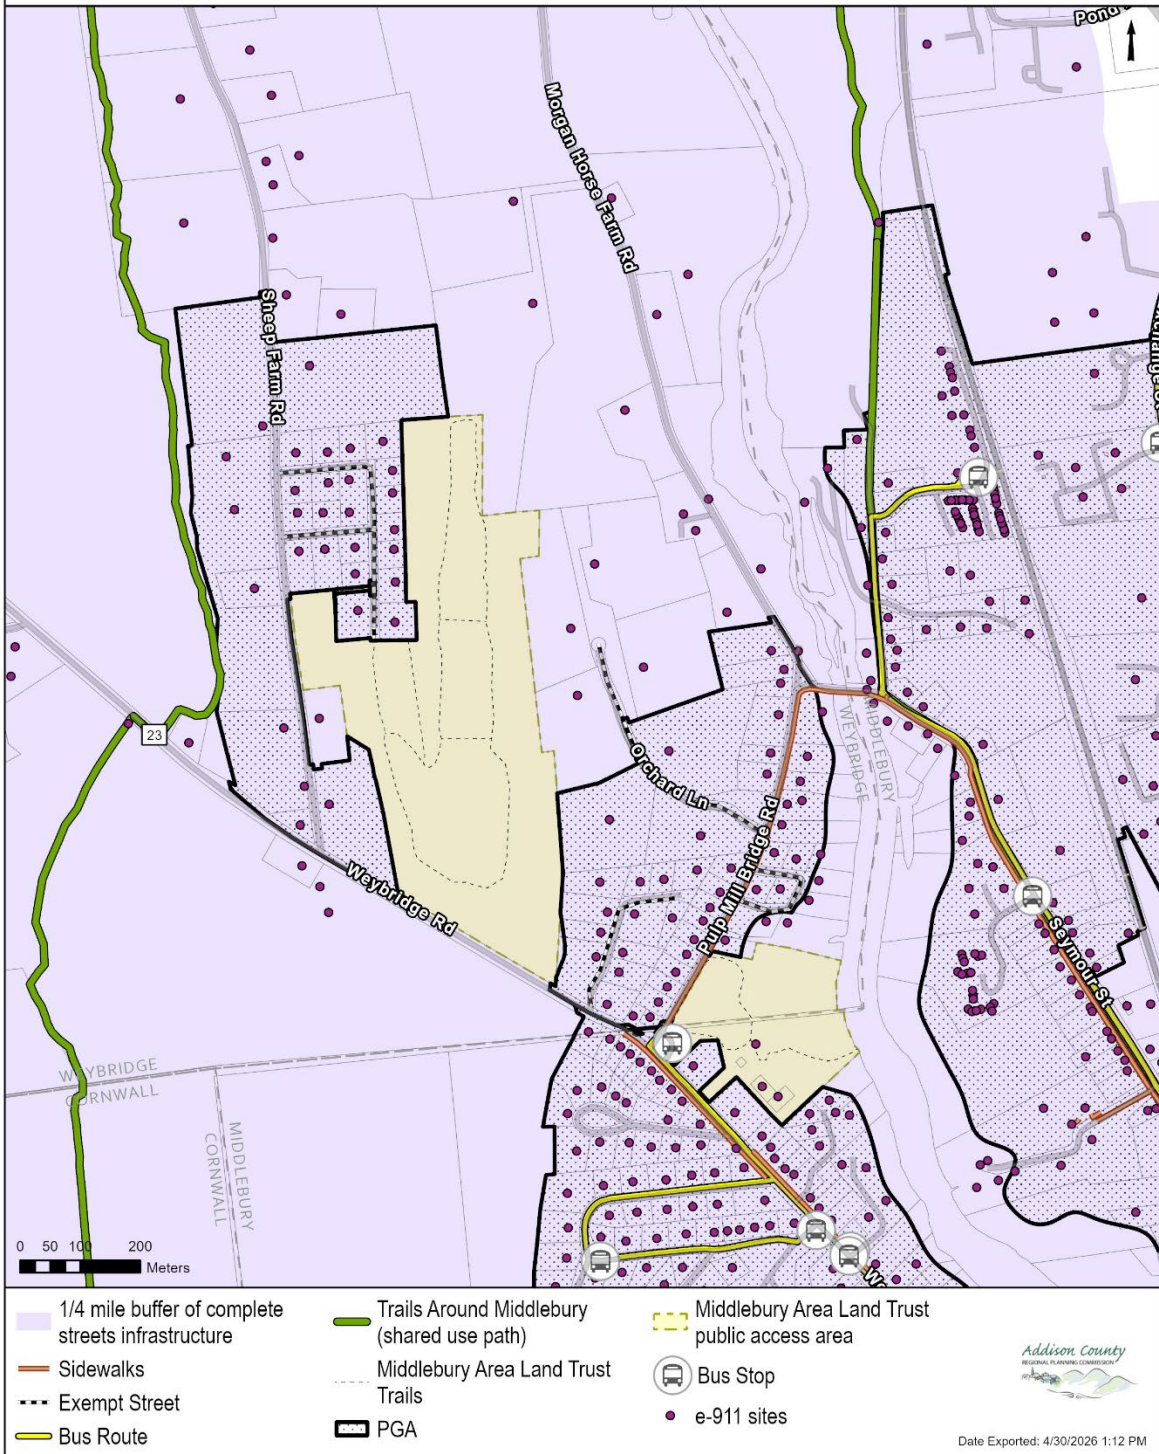 Pond
Morgan Horse Farm Rd
Sheep Farm Rd
23
Orchard Ln
MIDDLEBURY
WEYBRIDGE
Pulp Mill Bridge Rd
Weybridge Rd
Seymour St
WEYBRIDGE
CORNWALL
MIDDLEBURY
CORNWALL
0 50 100 200
Meters
1/4 mile buffer of complete
streets infrastructure
Sidewalks
Exempt Street
Bus Route
Trails Around Middlebury
(shared use path)
Middlebury Area Land Trust
Trails
PGA
Middlebury Area Land Trust
public access area
Bus Stop
e-911 sites
Addison County
REGIONAL PLANNING COMMISSION
Date Exported: 4/30/2026 1:12 PM